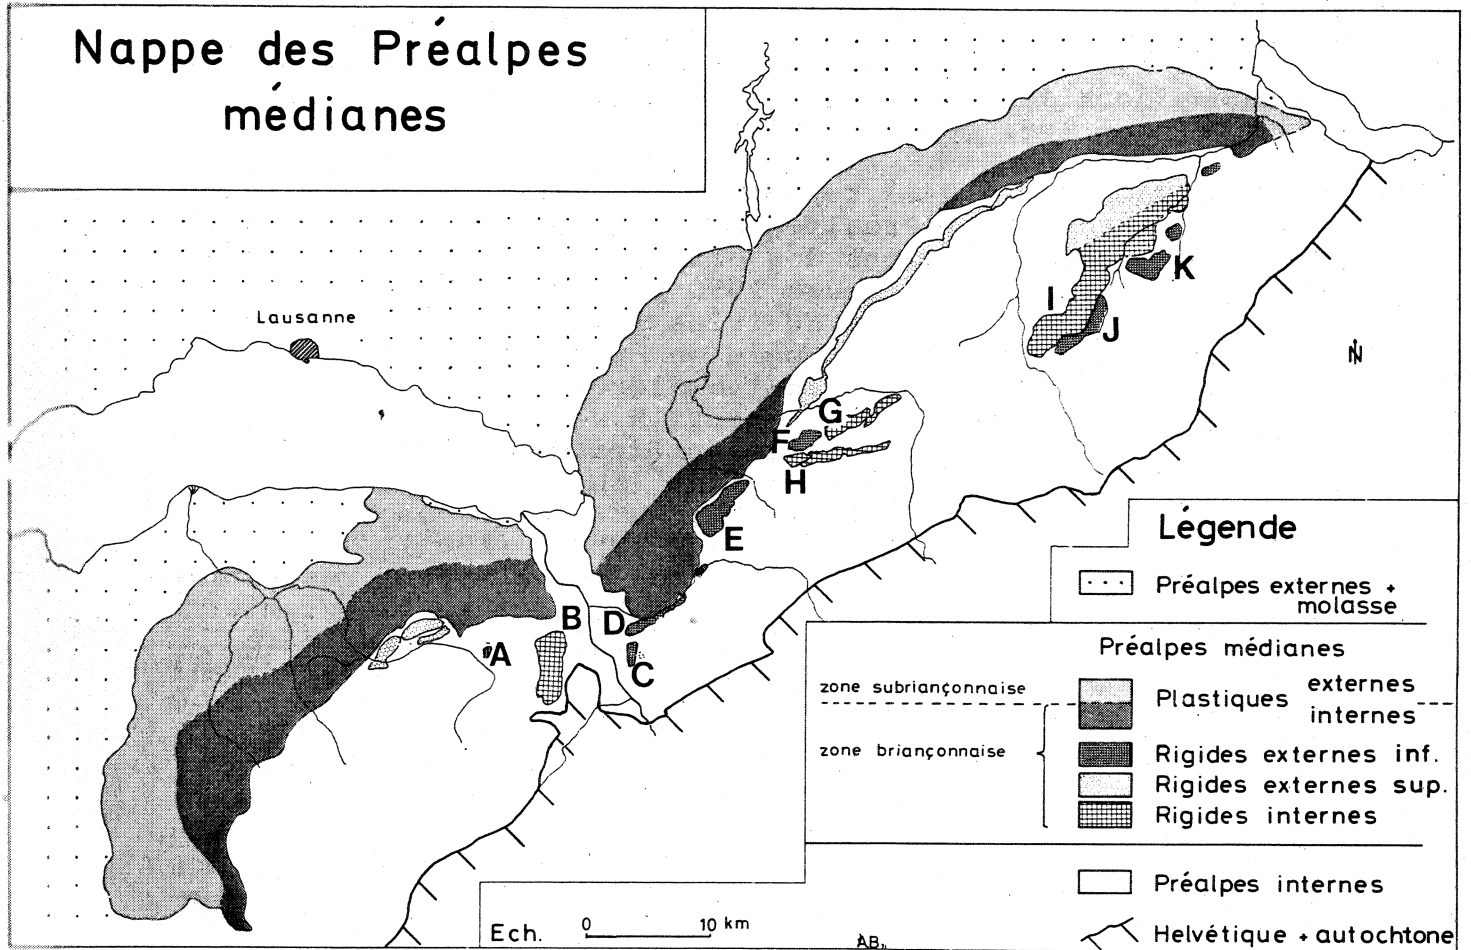 Nappe des Préalpes
médianes
Lausanne
N
A
B
C
D
E
F
G
H
I
J
K
Légende
Préalpes externes +
molasse
Préalpes médianes
zone subriançonnaise
Plastiques externes
internes
zone briançonnaise
Rigides externes inf.
Rigides externes sup.
Rigides internes
Préalpes internes
Helvétique + autochtone
Ech. 0 10 km
AB